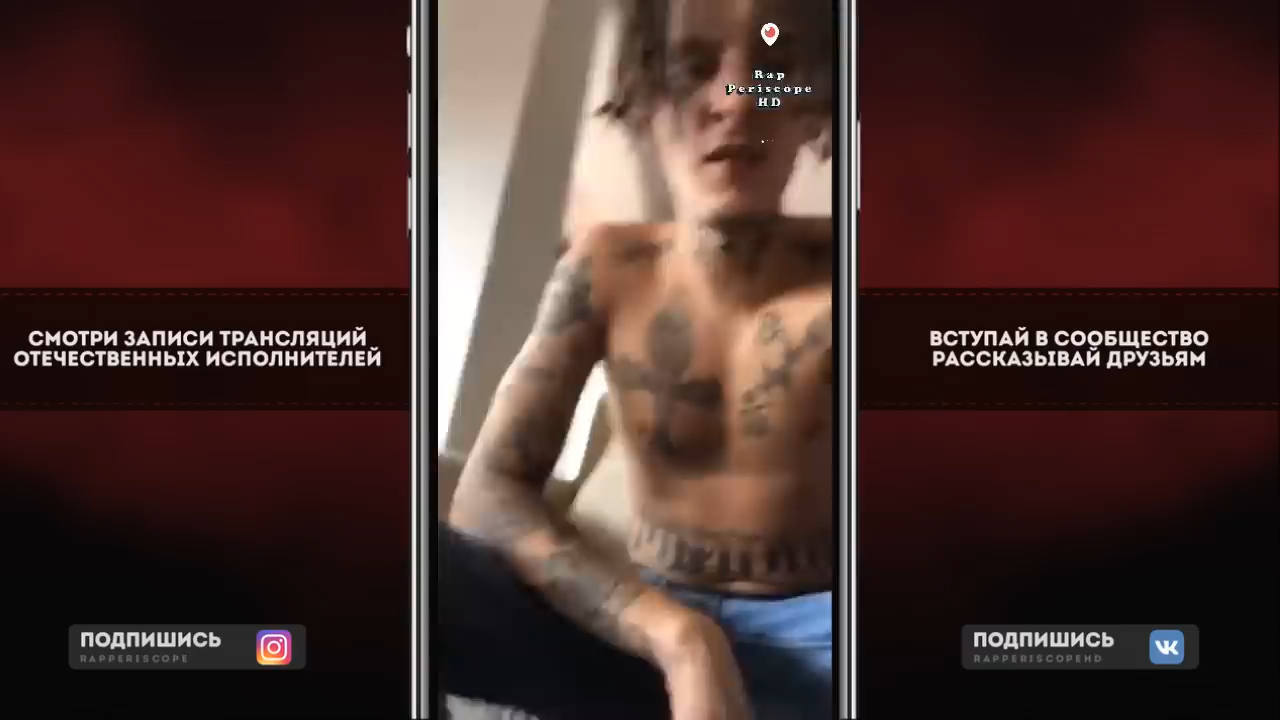 Rap
Periscope
HD
СМОТРИ ЗАПИСИ ТРАНСЛЯЦИЙ
ОТЕЧЕСТВЕННЫХ ИСПОЛНИТЕЛЕЙ
ВСТУПАЙ В СООБЩЕСТВО
РАССКАЗЫВАЙ ДРУЗЬЯМ
ПОДПИШИСЬ
RAPPERISCOPE
ПОДПИШИСЬ
RAPPERISCOPEHD